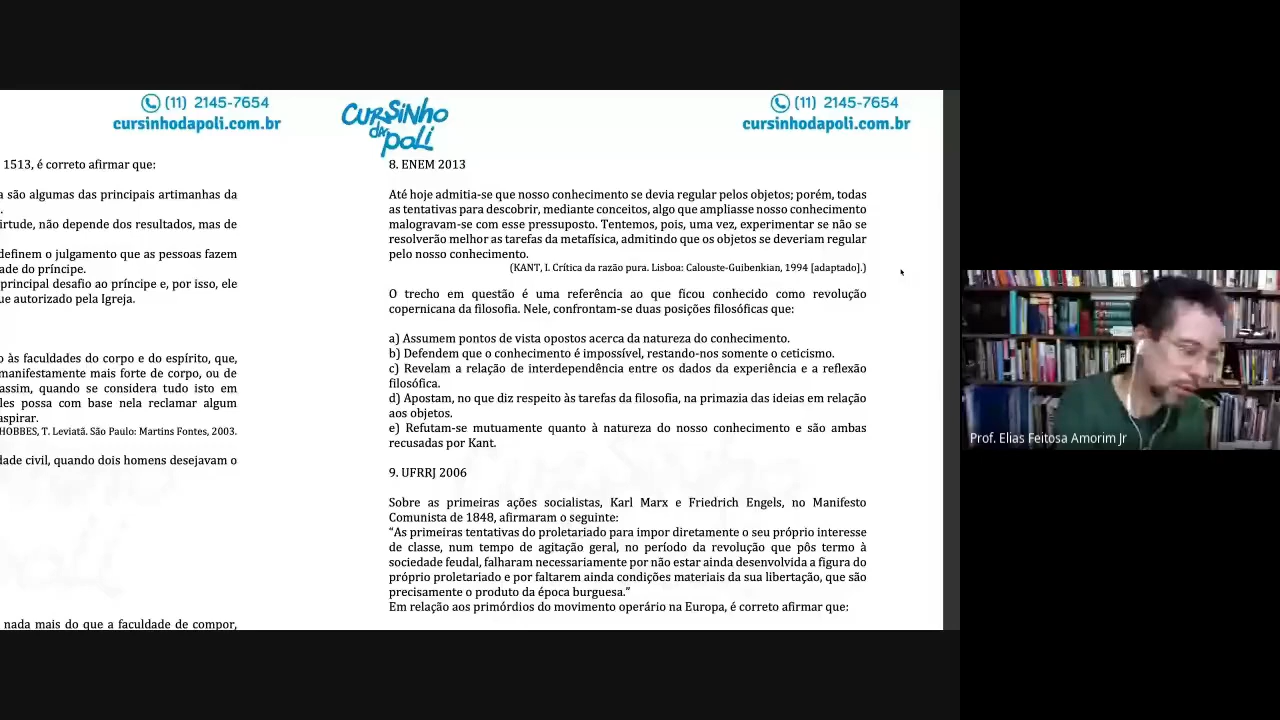 (11) 2145-7654
cursinhodapoli.com.br
1513, é correto afirmar que:
a são algumas das principais artimanhas da
virtude, não depende dos resultados, mas de
definem o julgamento que as pessoas fazem
ade do príncipe.
principal desafio ao príncipe e, por isso, ele
ue autorizado pela Igreja.
o às faculdades do corpo e do espírito, que,
manifestamente mais forte de corpo, ou de
assim, quando se considera tudo isto em
les possa com base nela reclamar algum
aspirar.
HOBBES, T. Leviatã. São Paulo: Martins Fontes, 2003.
dade civil, quando dois homens desejavam o
nada mais do que a faculdade de compor,
CURSINHO
DA
POLI
(11) 2145-7654
cursinhodapoli.com.br
8. ENEM 2013
Até hoje admitia-se que nosso conhecimento se devia regular pelos objetos; porém, todas
as tentativas para descobrir, mediante conceitos, algo que ampliasse nosso conhecimento
malogravam-se com esse pressuposto. Tentemos, pois, uma vez, experimentar se não se
resolverão melhor as tarefas da metafísica, admitindo que os objetos se deveriam regular
pelo nosso conhecimento.
(KANT, I. Crítica da razão pura. Lisboa: Calouste-Guibenkian, 1994 [adaptado].)
O trecho em questão é uma referência ao que ficou conhecido como revolução
copernicana da filosofia. Nele, confrontam-se duas posições filosóficas que:
a) Assumem pontos de vista opostos acerca da natureza do conhecimento.
b) Defendem que o conhecimento é impossível, restando-nos somente o ceticismo.
c) Revelam a relação de interdependência entre os dados da experiência e a reflexão
filosófica.
d) Apostam, no que diz respeito às tarefas da filosofia, na primazia das ideias em relação
aos objetos.
e) Refutam-se mutuamente quanto à natureza do nosso conhecimento e são ambas
recusadas por Kant.
9. UFRRJ 2006
Sobre as primeiras ações socialistas, Karl Marx e Friedrich Engels, no Manifesto
Comunista de 1848, afirmaram o seguinte:
“As primeiras tentativas do proletariado para impor diretamente o seu próprio interesse
de classe, num tempo de agitação geral, no período da revolução que pôs termo à
sociedade feudal, falharam necessariamente por não estar ainda desenvolvida a figura do
próprio proletariado e por faltarem ainda condições materiais da sua libertação, que são
precisamente o produto da época burguesa.”
Em relação aos primórdios do movimento operário na Europa, é correto afirmar que:
Prof. Elias Feitosa Amorim Jr